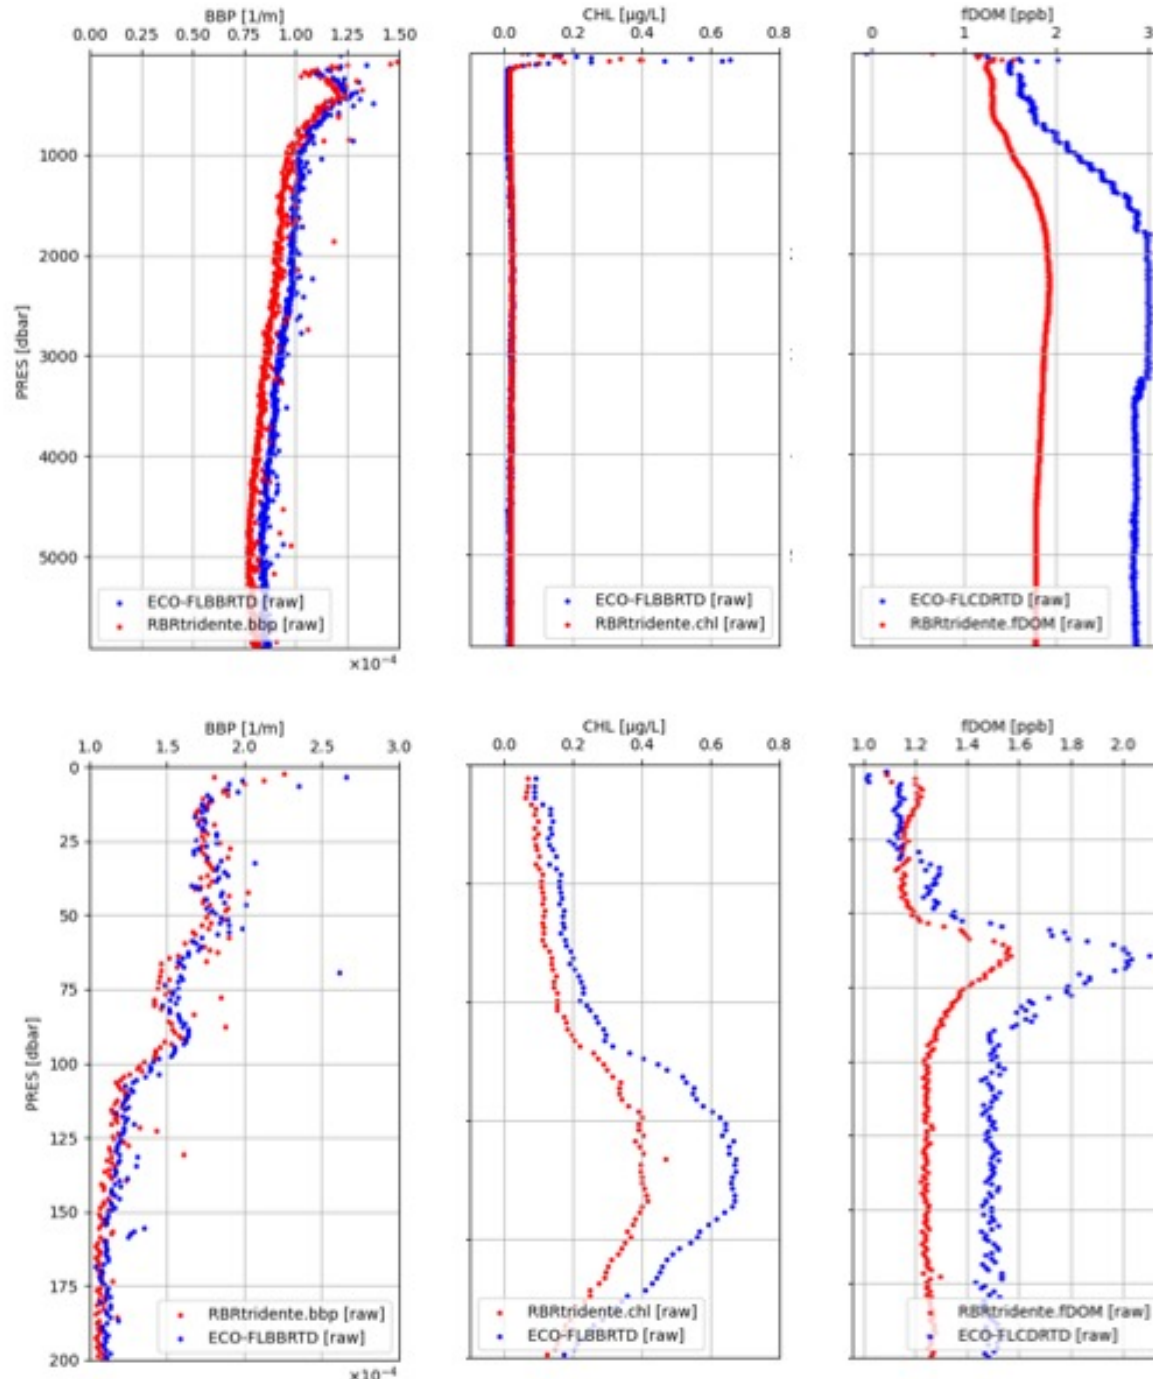 BBP [1/m]
0.00 0.25 0.50 0.75 1.00 1.25 1.50
CHL [µg/L]
0.0 0.2 0.4 0.6 0.8
fDOM [ppb]
0 1 2 3
PRES [dbar]
1000
2000
3000
4000
5000
ECO-FLBBRTD [raw]
RBRtridente.bbp [raw]
×10⁻⁴
ECO-FLBBRTD [raw]
RBRtridente.chl [raw]
ECO-FLCDRTD [raw]
RBRtridente.fDOM [raw]
BBP [1/m]
1.0 1.5 2.0 2.5 3.0
CHL [µg/L]
0.0 0.2 0.4 0.6 0.8
fDOM [ppb]
1.0 1.2 1.4 1.6 1.8 2.0
PRES [dbar]
0
25
50
75
100
125
150
175
200
RBRtridente.bbp [raw]
ECO-FLBBRTD [raw]
×10⁻⁴
RBRtridente.chl [raw]
ECO-FLBBRTD [raw]
RBRtridente.fDOM [raw]
ECO-FLCDRTD [raw]